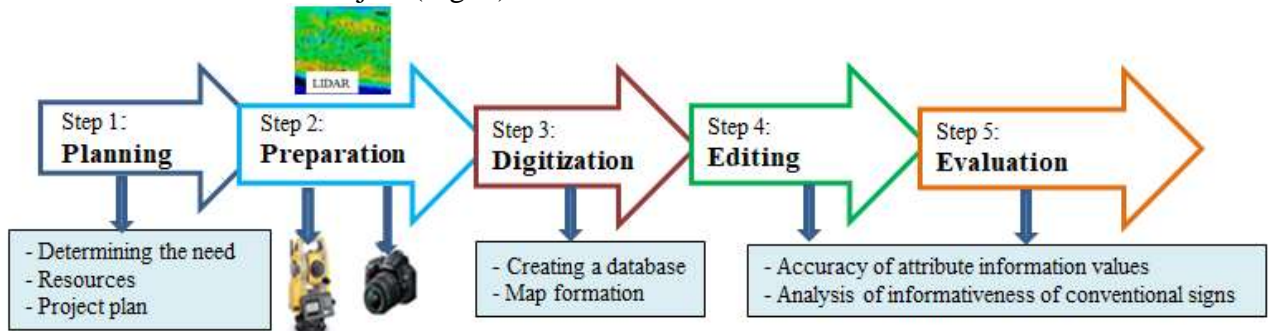 LIDAR
Step 1:
Planning
Step 2:
Preparation
Step 3:
Digitization
Step 4:
Editing
Step 5:
Evaluation
- Determining the need
- Resources
- Project plan
- Creating a database
- Map formation
- Accuracy of attribute information values
- Analysis of informativeness of conventional signs